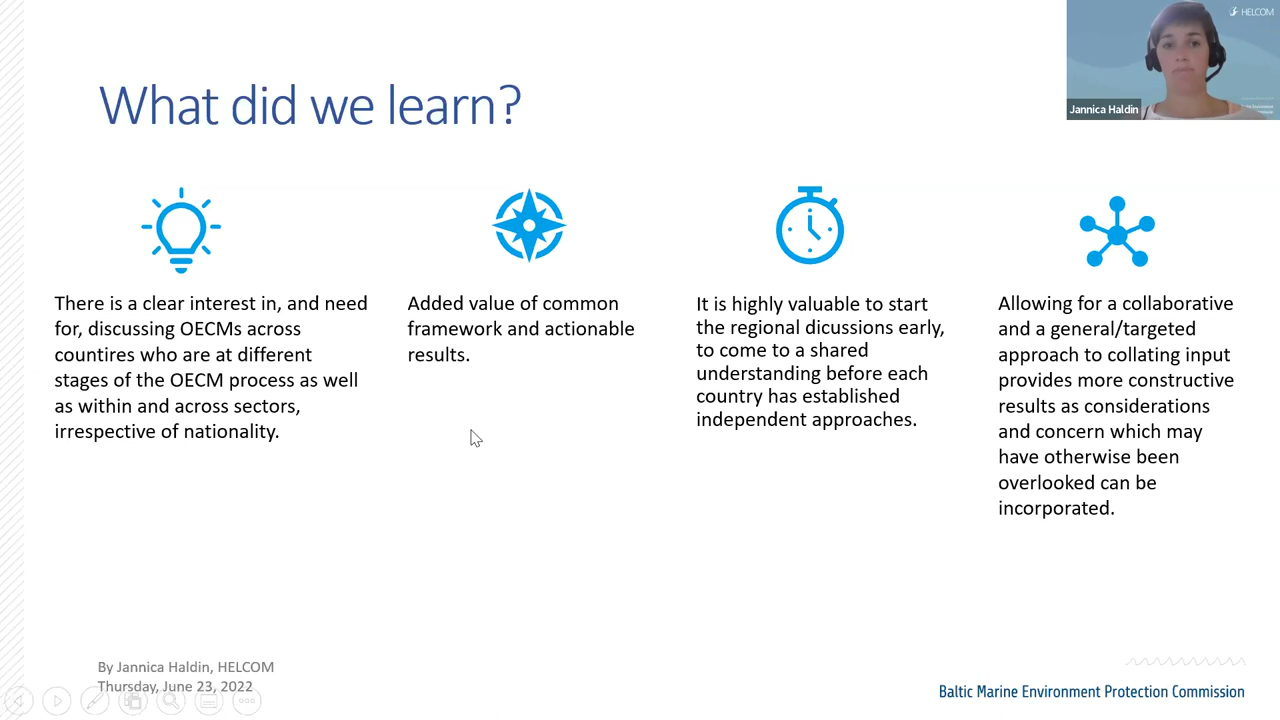 HELCOM
Jannica Haldin
What did we learn?
There is a clear interest in, and need
for, discussing OECMs across
countires who are at different
stages of the OECM process as well
as within and across sectors,
irrespective of nationality.
Added value of common
framework and actionable
results.
It is highly valuable to start
the regional dicussions early,
to come to a shared
understanding before each
country has established
independent approaches.
Allowing for a collaborative
and a general/targeted
approach to collating input
provides more constructive
results as considerations
and concern which may
have otherwise been
overlooked can be
incorporated.
By Jannica Haldin, HELCOM
Thursday, June 23, 2022
Baltic Marine Environment Protection Commission